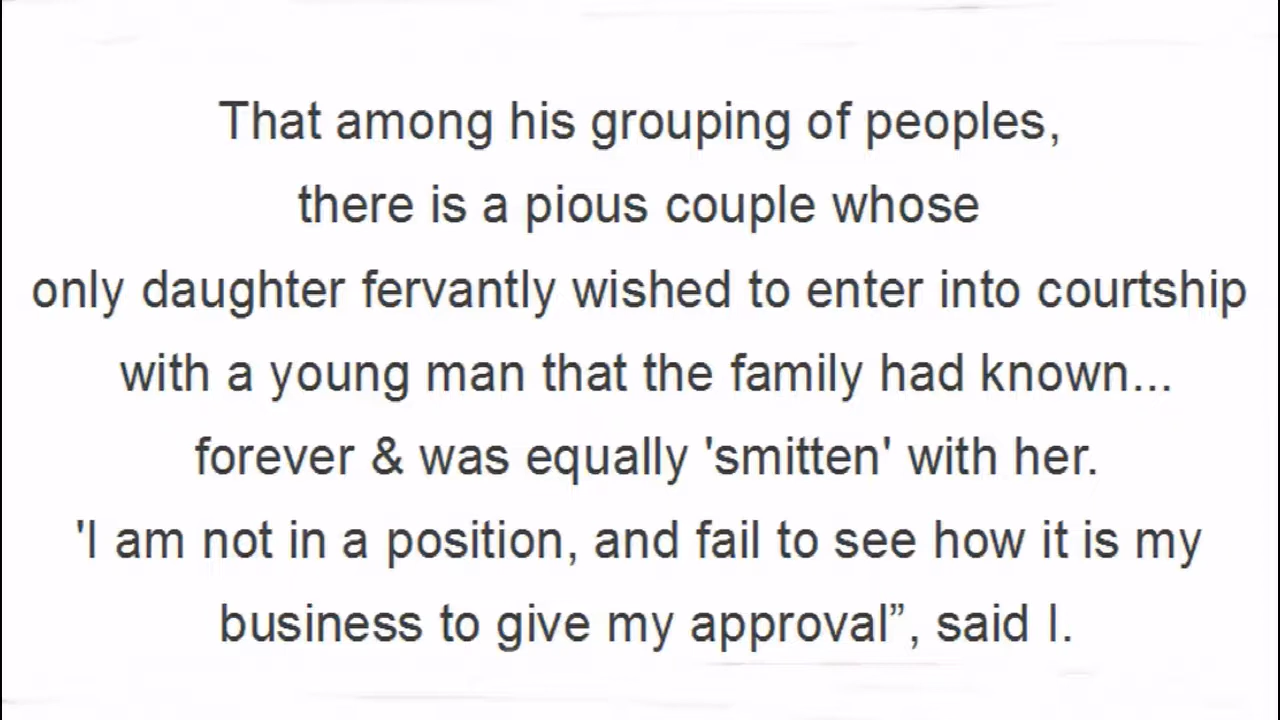 That among his grouping of peoples,
there is a pious couple whose
only daughter fervantly wished to enter into courtship
with a young man that the family had known...
forever & was equally 'smitten' with her.
'I am not in a position, and fail to see how it is my
business to give my approval”, said I.